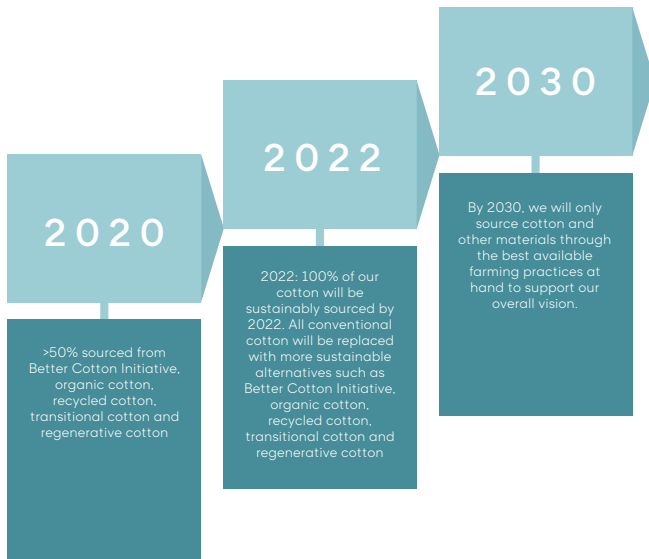 2020
>50% sourced from
Better Cotton Initiative,
organic cotton,
recycled cotton,
transitional cotton and
regenerative cotton
2022
2022: 100% of our
cotton will be
sustainably sourced by
2022. All conventional
cotton will be replaced
with more sustainable
alternatives such as
Better Cotton Initiative,
organic cotton,
recycled cotton,
transitional cotton and
regenerative cotton
2030
By 2030, we will only
source cotton and
other materials through
the best available
farming practices at
hand to support our
overall vision.